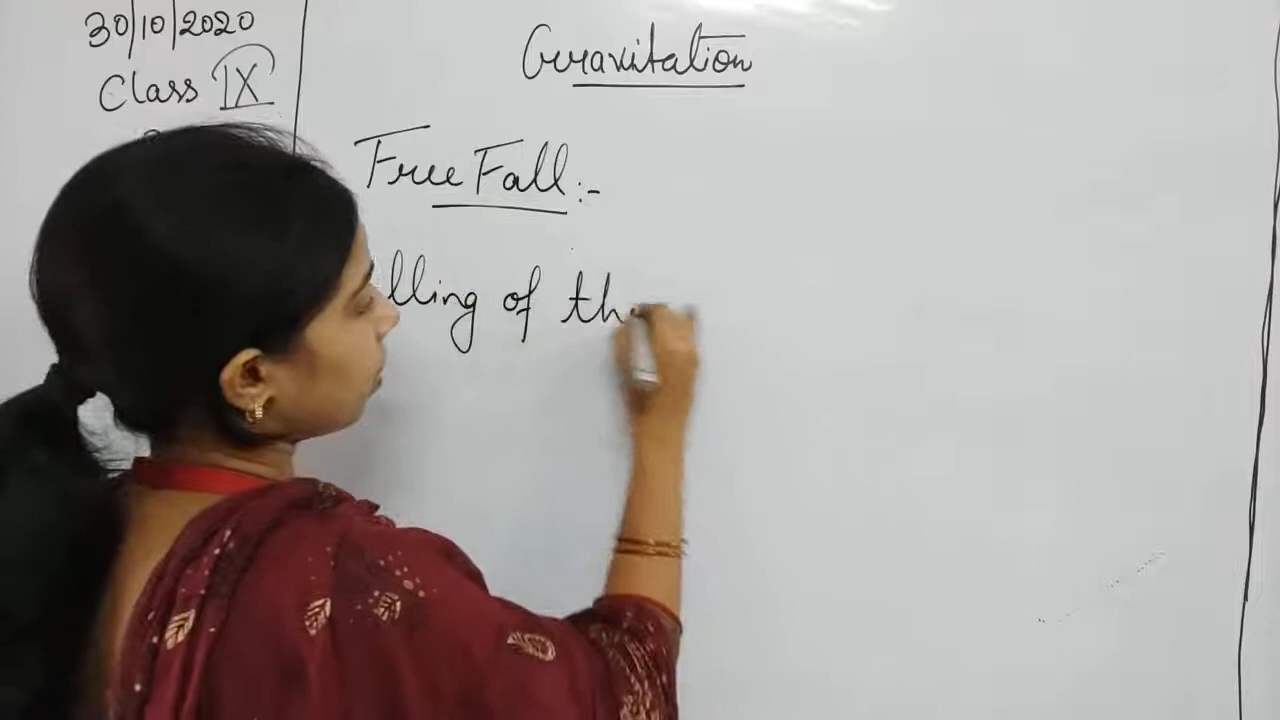 30/10/2020
Class IX
Gravitation
Free Fall :-
lling of th